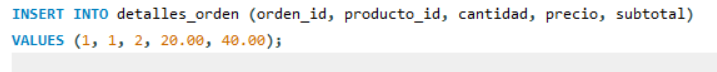 INSERT INTO detalles_orden (orden_id, producto_id, cantidad, precio, subtotal)
VALUES (1, 1, 2, 20.00, 40.00);